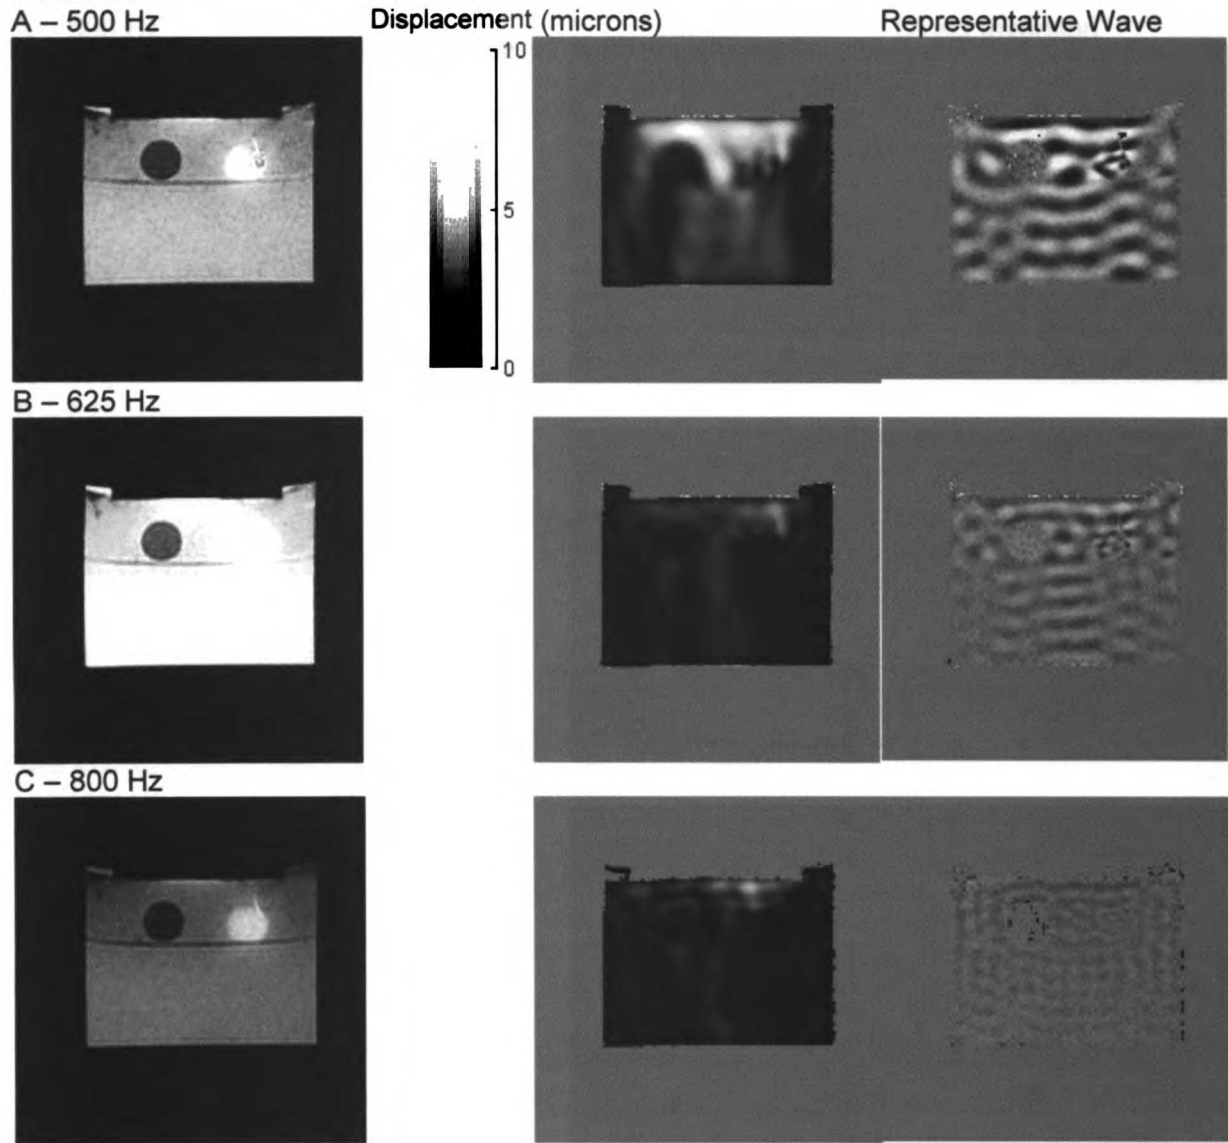 A – 500 Hz
Displacement (microns)
Representative Wave
10
5
0
B – 625 Hz
C – 800 Hz